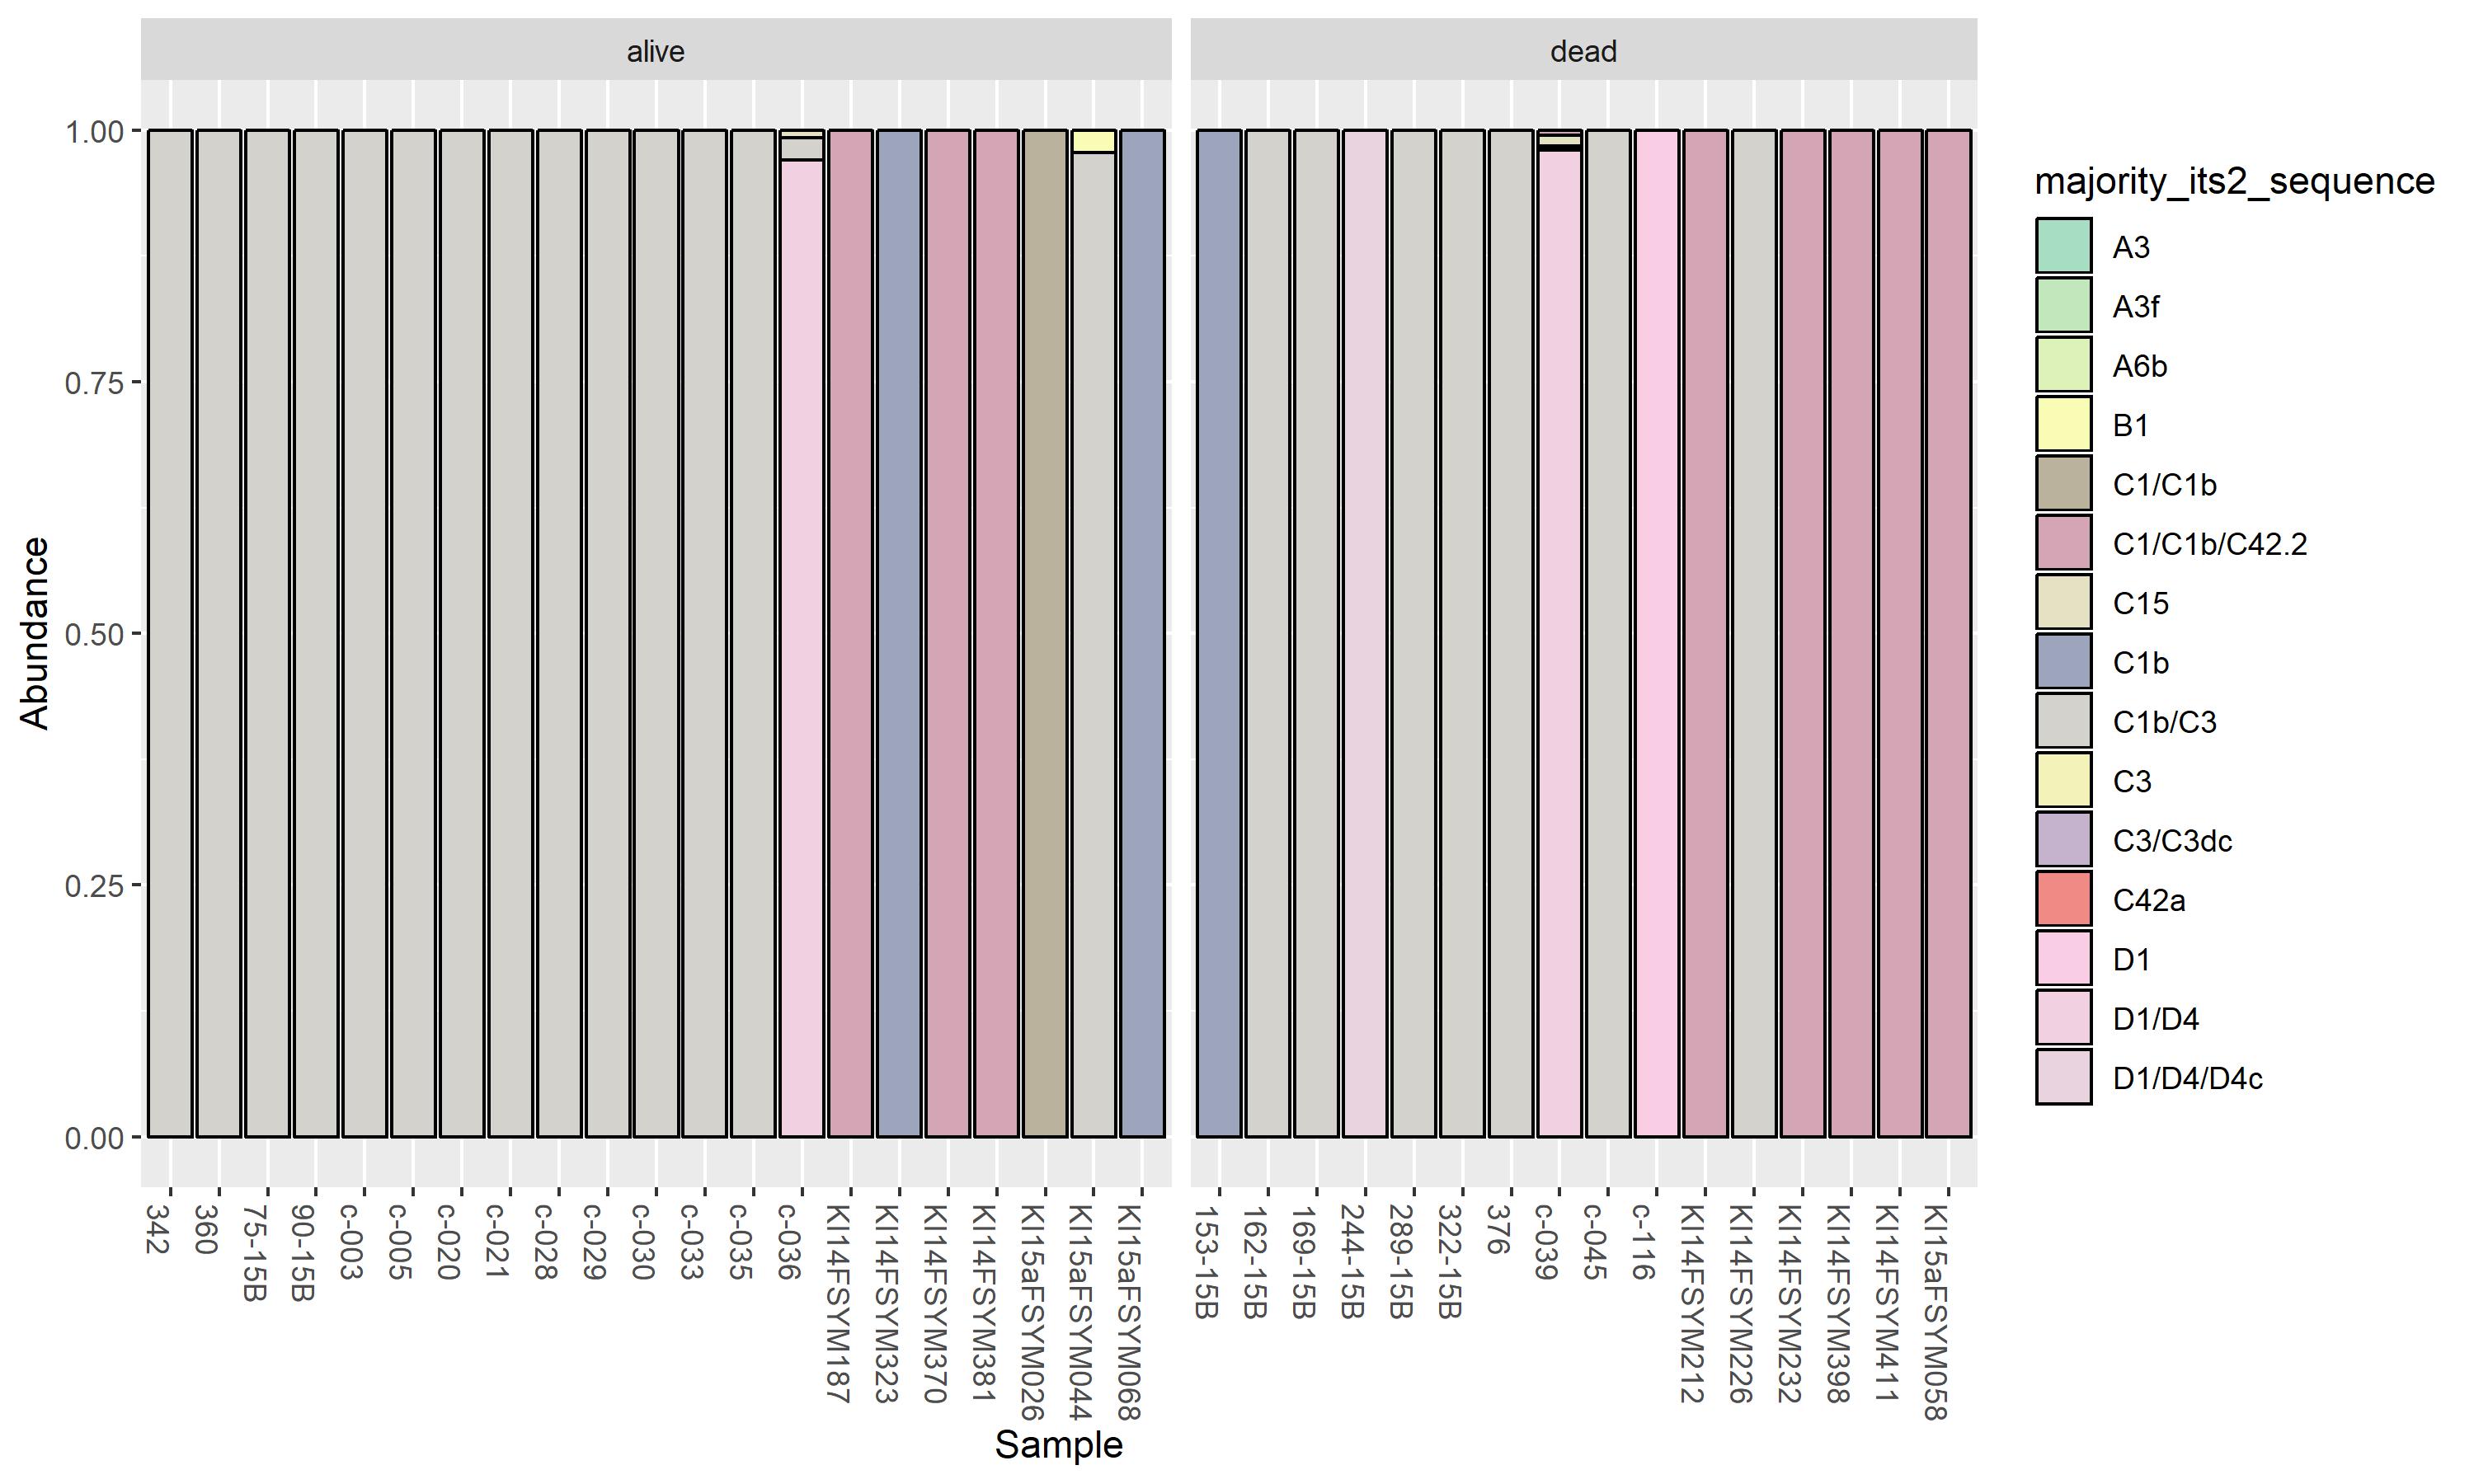 alive
dead
1.00
0.75
0.50
0.25
0.00
Abundance
342
360
75-15B
90-15B
c-003
c-005
c-020
c-021
c-028
c-029
c-030
c-033
c-035
c-036
KI14FSYM187
KI14FSYM323
KI14FSYM370
KI14FSYM381
KI15aFSYM026
KI15aFSYM044
KI15aFSYM068
153-15B
162-15B
169-15B
244-15B
289-15B
322-15B
376
c-039
c-045
c-116
KI14FSYM212
KI14FSYM226
KI14FSYM232
KI14FSYM398
KI14FSYM411
KI15aFSYM058
Sample
majority_its2_sequence
A3
A3f
A6b
B1
C1/C1b
C1/C1b/C42.2
C15
C1b
C1b/C3
C3
C3/C3dc
C42a
D1
D1/D4
D1/D4/D4c